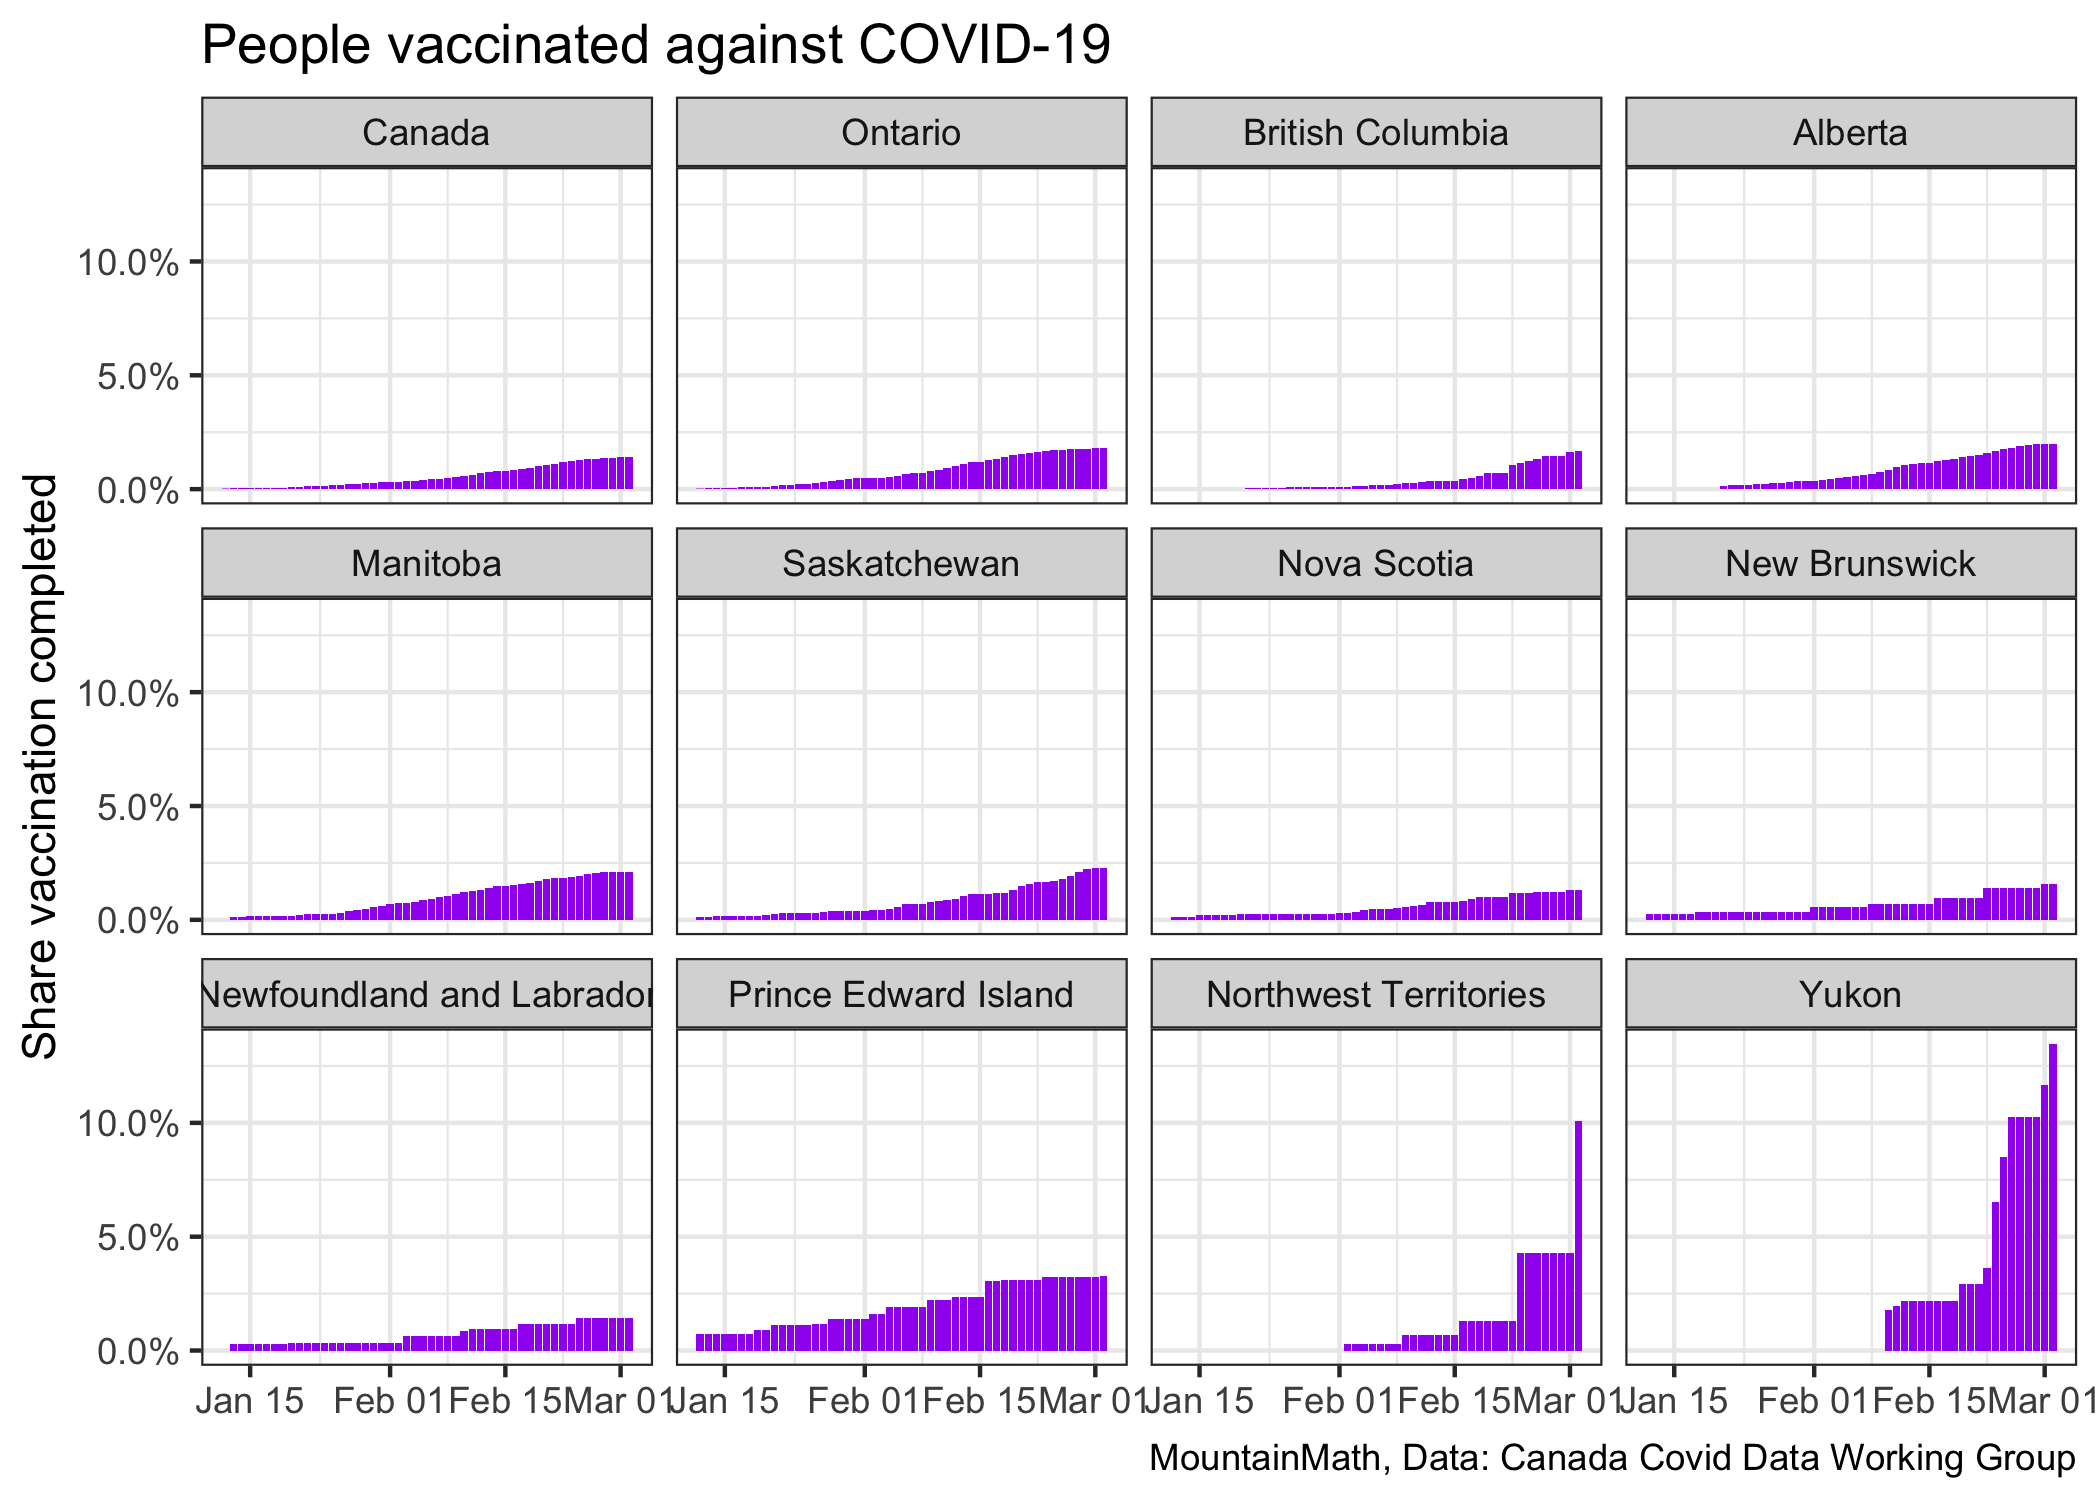 People vaccinated against COVID-19
Canada
Ontario
British Columbia
Alberta
10.0%
5.0%
0.0%
Manitoba
Saskatchewan
Nova Scotia
New Brunswick
10.0%
5.0%
0.0%
Newfoundland and Labrador
Prince Edward Island
Northwest Territories
Yukon
10.0%
5.0%
0.0%
Share vaccination completed
Jan 15 Feb 01 Feb 15 Mar 01 Jan 15 Feb 01 Feb 15 Mar 01 Jan 15 Feb 01 Feb 15 Mar 01 Jan 15 Feb 01 Feb 15 Mar 01
MountainMath, Data: Canada Covid Data Working Group